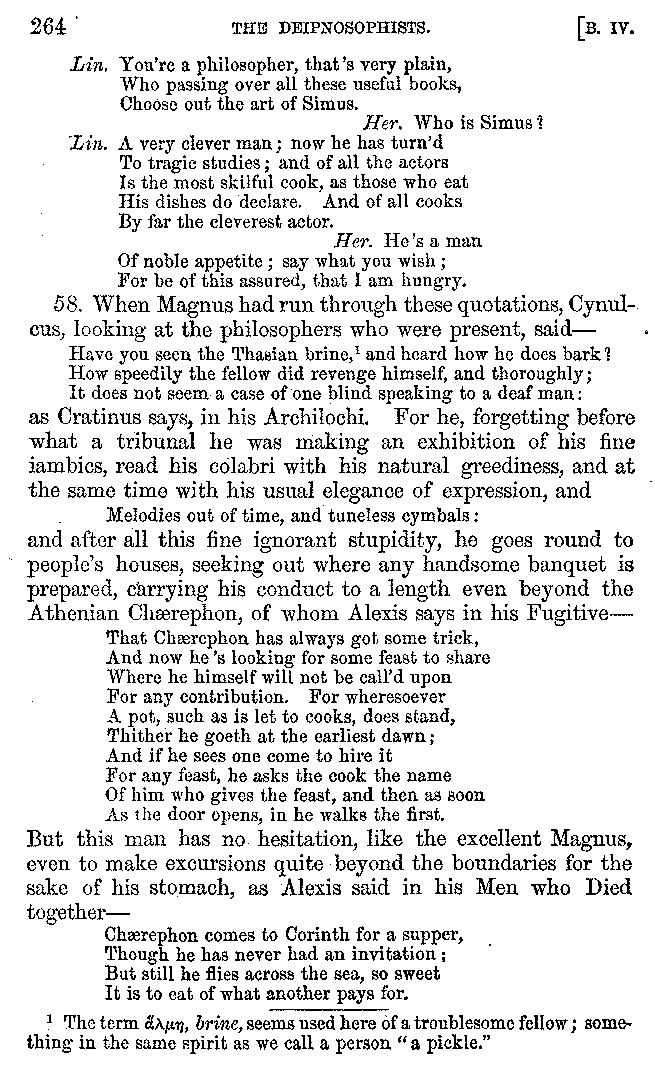 264 THE DEIPNOSOPHISTS. [B. IV.
Lin. You're a philosopher, that's very plain,
Who passing over all these useful books,
Choose out the art of Simus.
Her. Who is Simus?
Lin. A very clever man; now he has turn'd
To tragic studies; and of all the actors
Is the most skilful cook, as those who eat
His dishes do declare. And of all cooks
By far the cleverest actor.
Her. He's a man
Of noble appetite; say what you wish;
For be of this assured, that I am hungry.
58. When Magnus had run through these quotations, Cynul-
cus, looking at the philosophers who were present, said—
Have you seen the Thasian brine,¹ and heard how he does bark?
How speedily the fellow did revenge himself, and thoroughly;
It does not seem a case of one blind speaking to a deaf man:
as Cratinus says, in his Archilochi. For he, forgetting before
what a tribunal he was making an exhibition of his fine
iambics, read his colabri with his natural greediness, and at
the same time with his usual elegance of expression, and
Melodies out of time, and tuneless cymbals:
and after all this fine ignorant stupidity, he goes round to
people's houses, seeking out where any handsome banquet is
prepared, carrying his conduct to a length even beyond the
Athenian Chærephon, of whom Alexis says in his Fugitive—
That Chærephon has always got some trick,
And now he's looking for some feast to share
Where he himself will not be call'd upon
For any contribution. For wheresoever
A pot, such as is let to cooks, does stand,
Thither he goeth at the earliest dawn;
And if he sees one come to hire it
For any feast, he asks the cook the name
Of him who gives the feast, and then as soon
As the door opens, in he walks the first.
But this man has no hesitation, like the excellent Magnus,
even to make excursions quite beyond the boundaries for the
sake of his stomach, as Alexis said in his Men who Died
together—
Chærephon comes to Corinth for a supper,
Though he has never had an invitation;
But still he flies across the sea, so sweet
It is to eat of what another pays for.
¹ The term ἅλμη, brine, seems used here of a troublesome fellow; some-
thing in the same spirit as we call a person "a pickle."